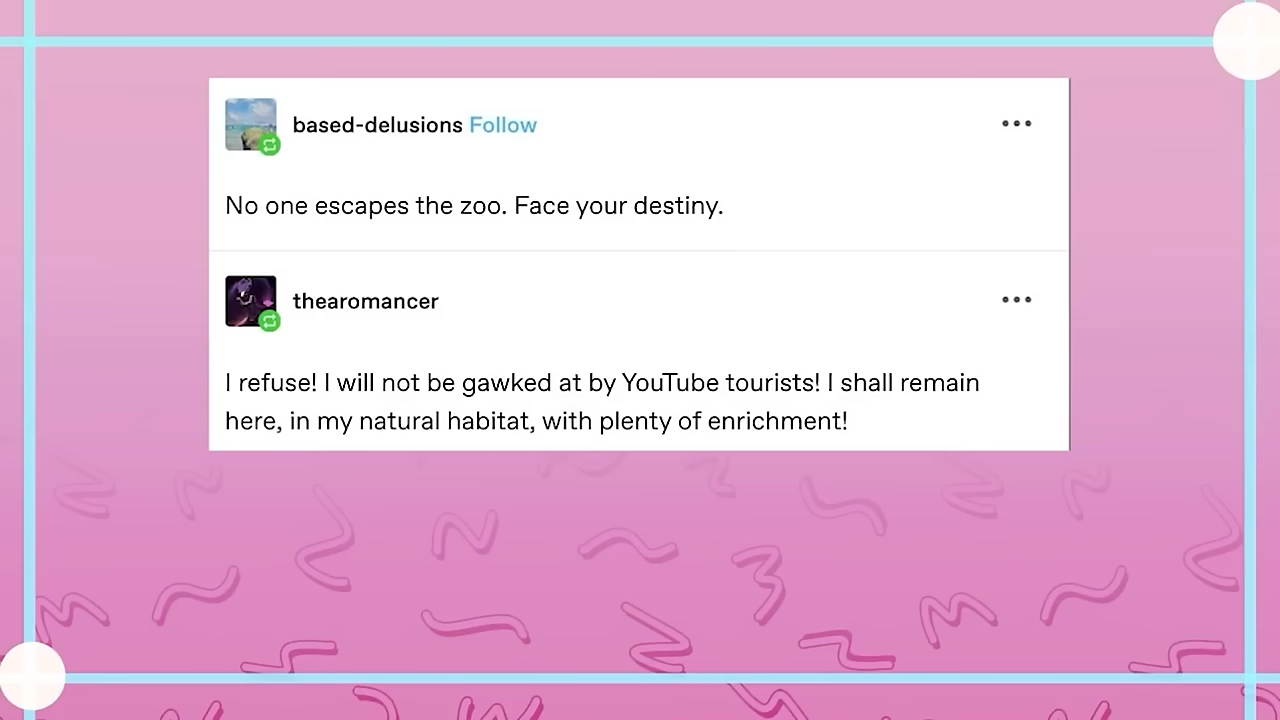 based-delusions Follow
No one escapes the zoo. Face your destiny.
thearomancer
I refuse! I will not be gawked at by YouTube tourists! I shall remain
here, in my natural habitat, with plenty of enrichment!